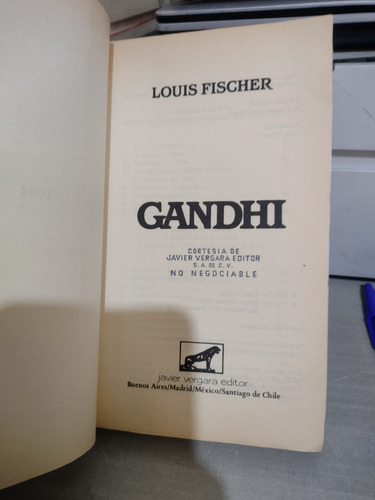 LOUIS FISCHER
GANDHI
CORTESIA DE
JAVIER VERGARA EDITOR
S.A. DE C.V.
NO NEGOCIABLE
javier vergara editor
Buenos Aires/Madrid/México/Santiago de Chile